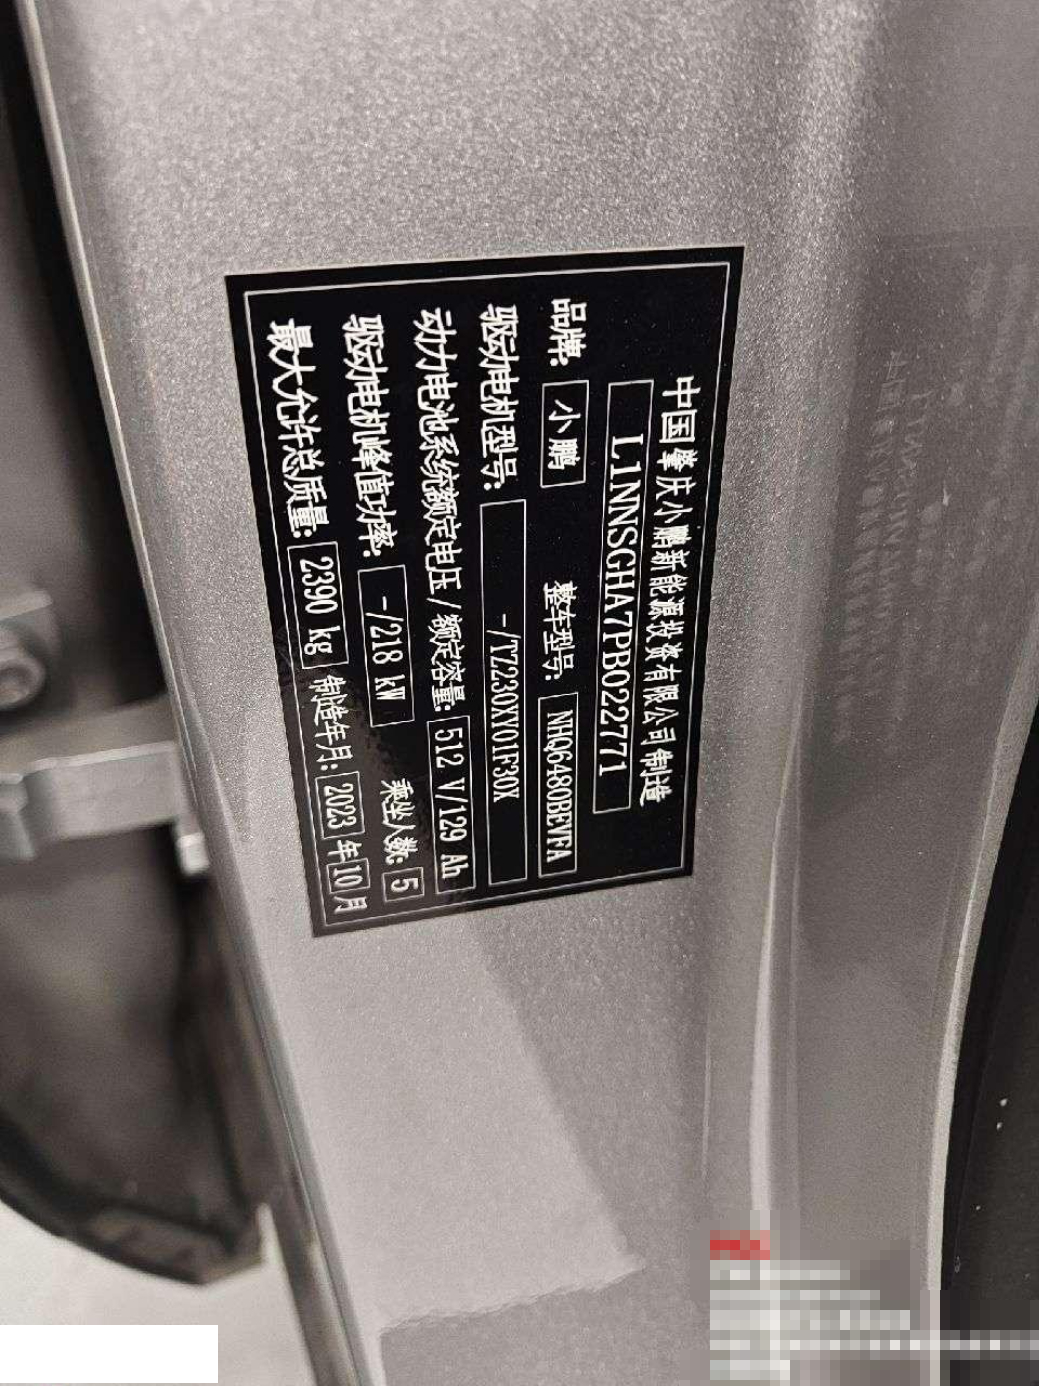 中国肇庆小鹏新能源投资有限公司制造
L1NNSGHA7PB022771
品牌: 小鹏 整车型号: NHQ6480BEVFA
驱动电机型号: -/TZ230XY01F30X
动力电池系统额定电压/额定容量: 512 V/129 Ah
驱动电机峰值功率: -/218 kW 乘坐人数: 5
最大允许总质量: 2390 kg 制造年月: 2023 年 10 月